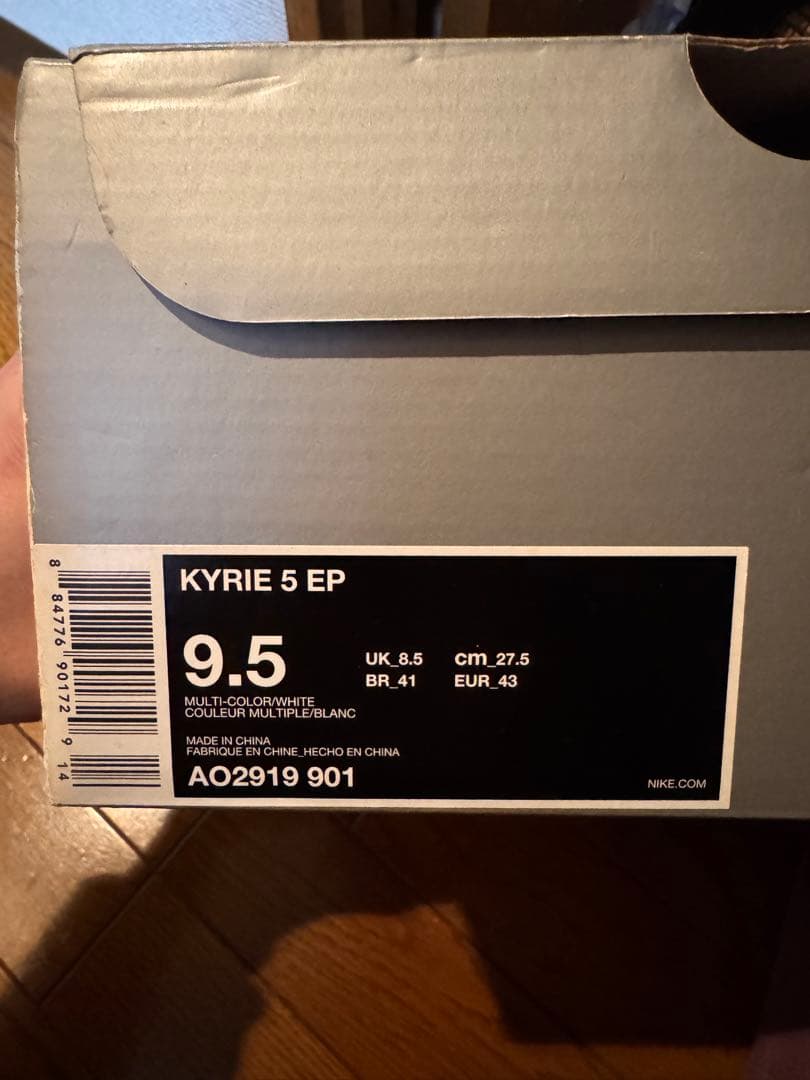 KYRIE 5 EP
9.5
UK_8.5 cm_27.5
BR_41 EUR_43
MULTI-COLOR/WHITE
COULEUR MULTIPLE/BLANC
MADE IN CHINA
FABRIQUE EN CHINE_HECHO EN CHINA
AO2919 901
NIKE.COM
8 84776 90172 9 14